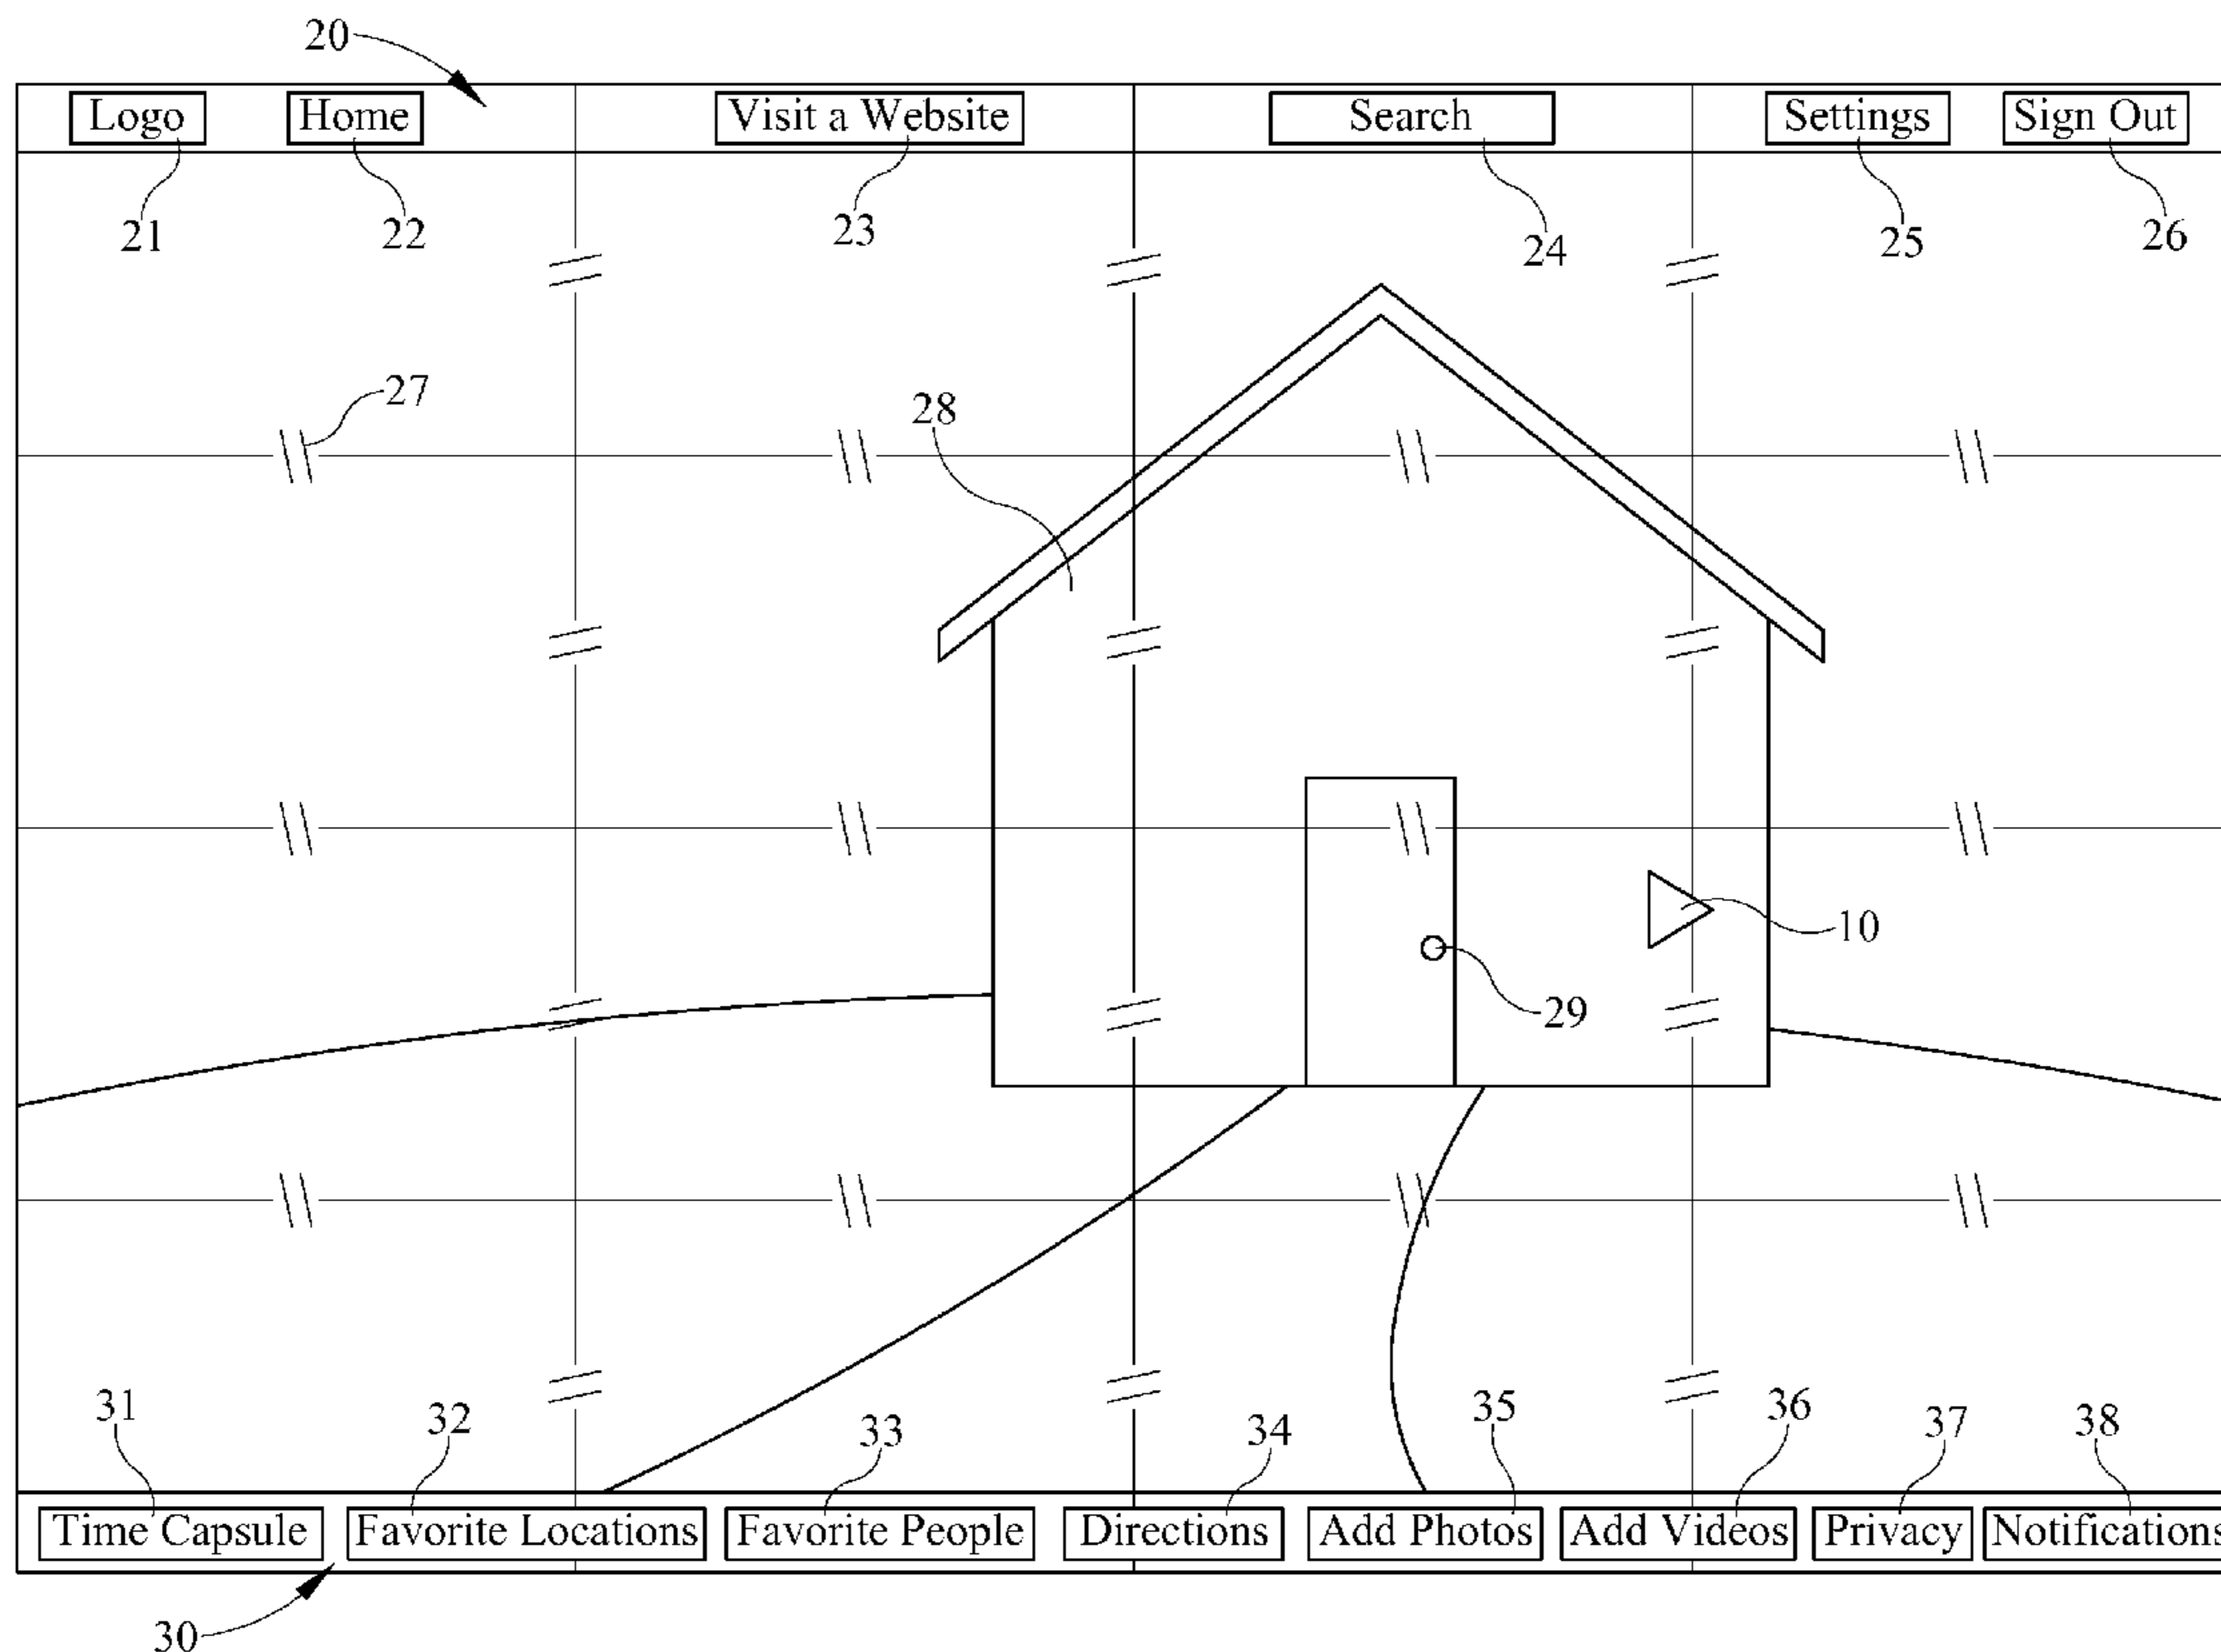 20
Logo Home Visit a Website Search Settings Sign Out
21 22 23 24 25 26
27
28
10
29
31 32 33 34 35 36 37 38
Time Capsule Favorite Locations Favorite People Directions Add Photos Add Videos Privacy Notifications
30